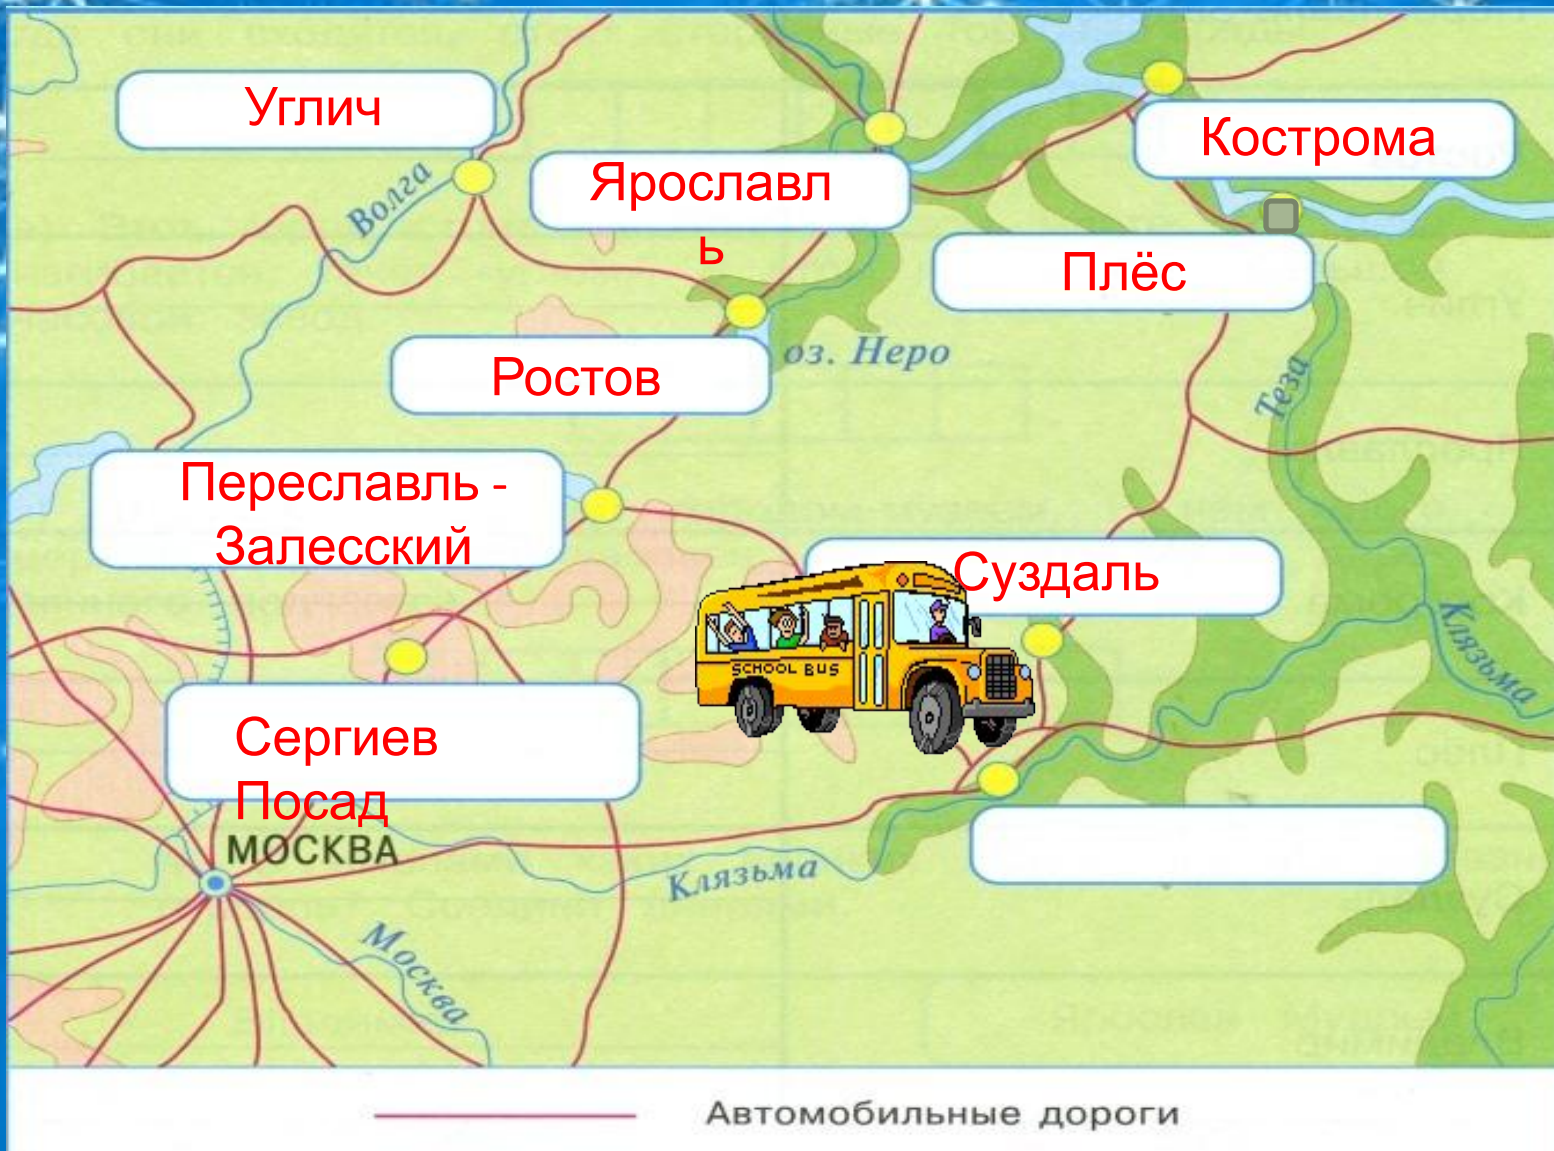 Углич
Кострома
Ярославл
ь
Волга
Плёс
Ростов
оз. Неро
Теза
Переславль -
Залесский
Суздаль
Клязьма
SCHOOL BUS
Сергиев
Посад
МОСКВА
Клязьма
Москва
Автомобильные дороги